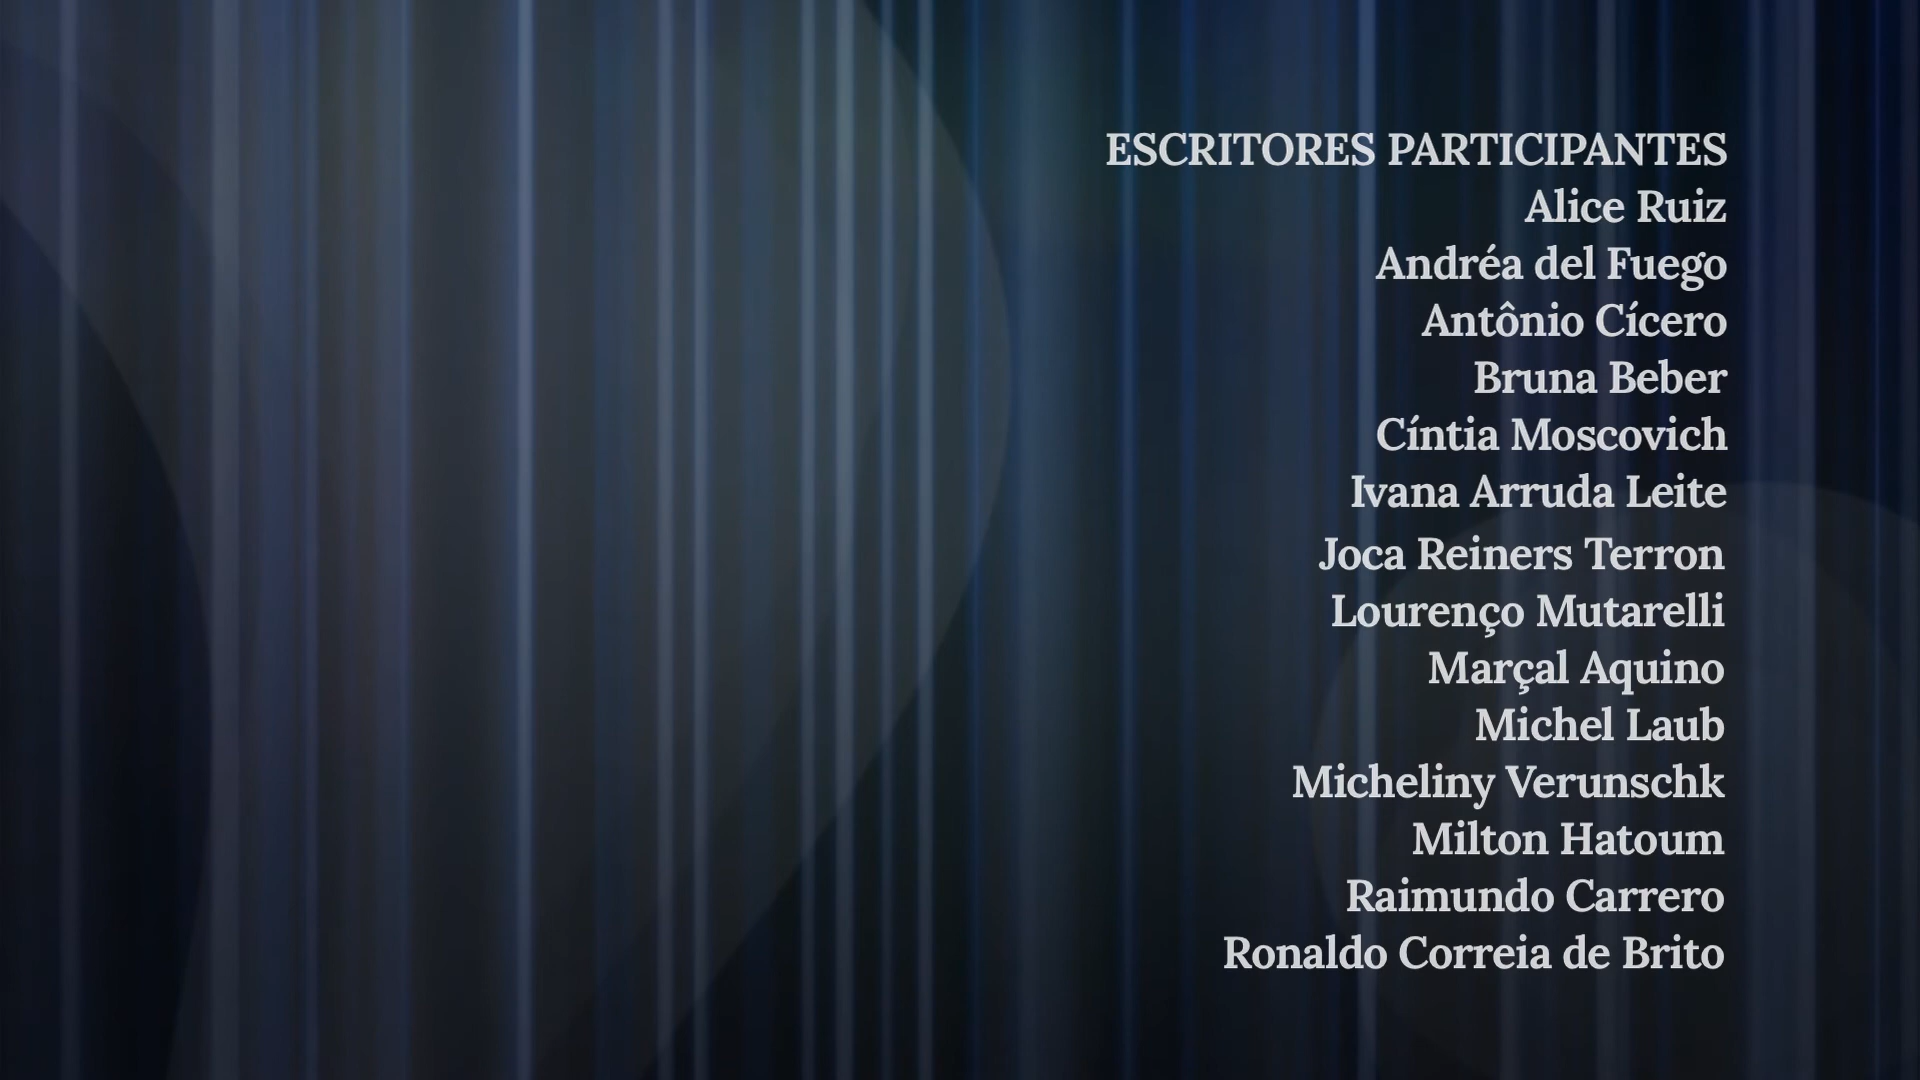 ESCRITORES PARTICIPANTES
Alice Ruiz
Andréa del Fuego
Antônio Cícero
Bruna Beber
Cíntia Moscovich
Ivana Arruda Leite
Joca Reiners Terron
Lourenço Mutarelli
Marçal Aquino
Michel Laub
Micheliny Verunschk
Milton Hatoum
Raimundo Carrero
Ronaldo Correia de Brito